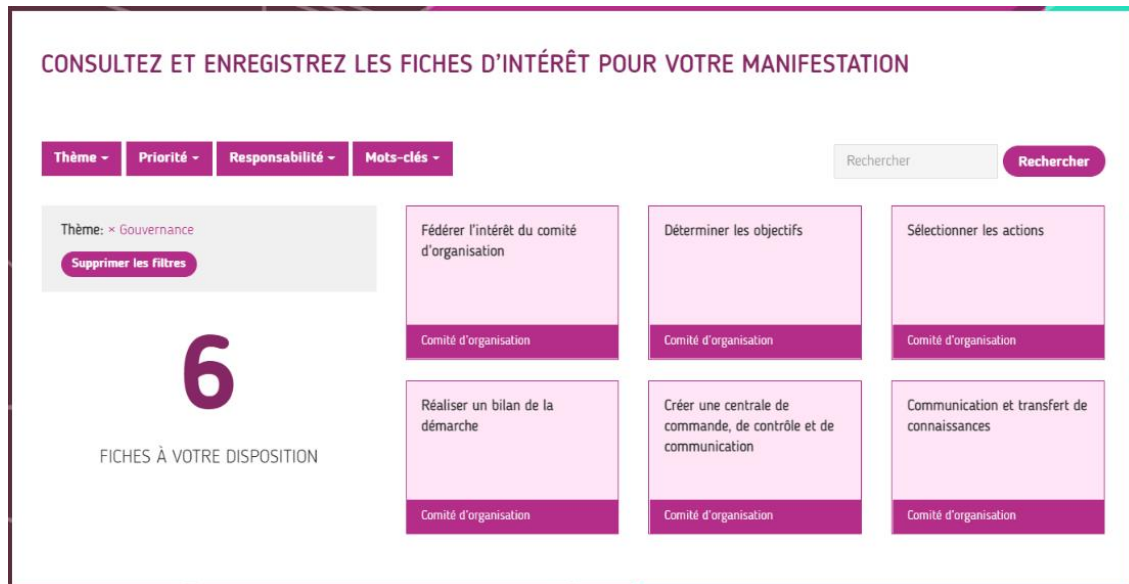 CONSULTEZ ET ENREGISTREZ LES FICHES D'INTÉRÊT POUR VOTRE MANIFESTATION
Thème
Priorité
Responsabilité
Mots-clés
Rechercher
Rechercher
Thème: × Gouvernance
Supprimer les filtres
6
FICHES À VOTRE DISPOSITION
Fédérer l'intérêt du comité
d'organisation
Comité d'organisation
Déterminer les objectifs
Comité d'organisation
Sélectionner les actions
Comité d'organisation
Réaliser un bilan de la
démarche
Comité d'organisation
Créer une centrale de
commande, de contrôle et de
communication
Comité d'organisation
Communication et transfert de
connaissances
Comité d'organisation